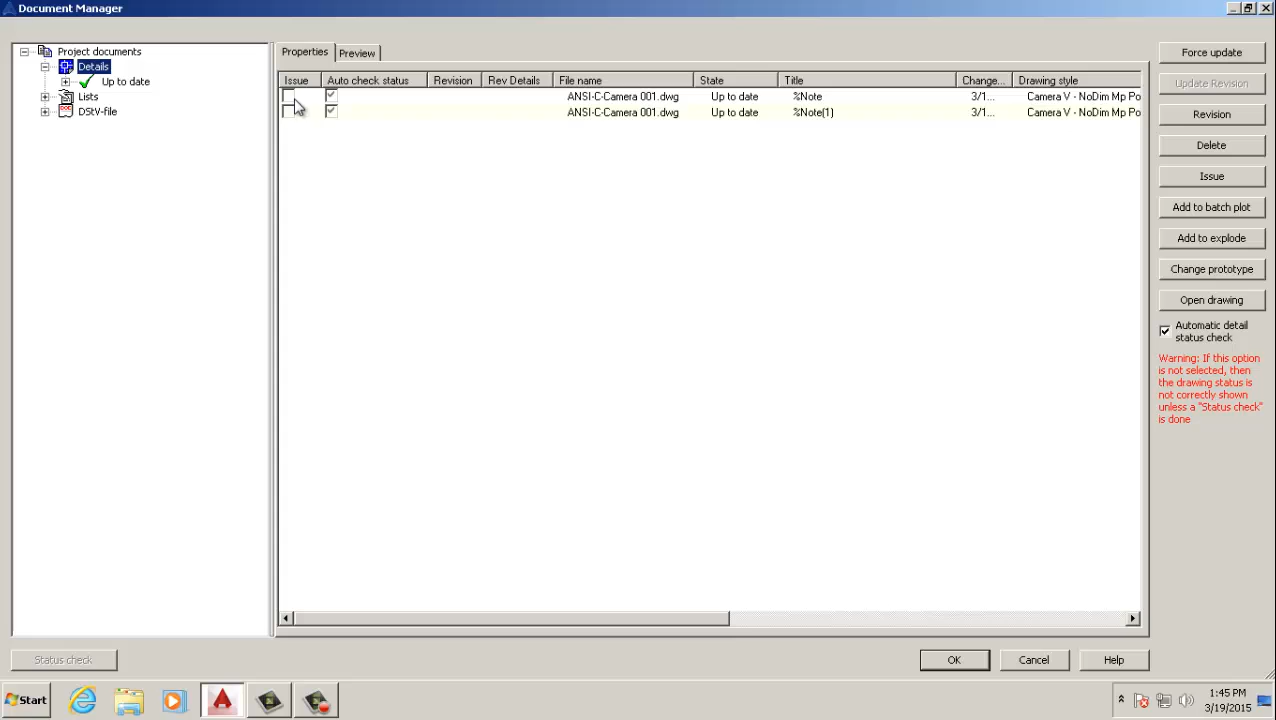 Document Manager
Project documents
Details
Up to date
Lists
DStV-file
Properties
Preview
Issue Auto check status Revision Rev Details File name State Title Change... Drawing style
ANSI-C-Camera 001.dwg Up to date %Note 3/1... Camera V - NoDim Mp Po
ANSI-C-Camera 001.dwg Up to date %Note(1) 3/1... Camera V - NoDim Mp Po
Force update
Update Revision
Revision
Delete
Issue
Add to batch plot
Add to explode
Change prototype
Open drawing
Automatic detail
status check
Warning: If this option
is not selected, then
the drawing status is
not correctly shown
unless a "Status check"
is done
Status check
OK
Cancel
Help
Start
1:45 PM
3/19/2015